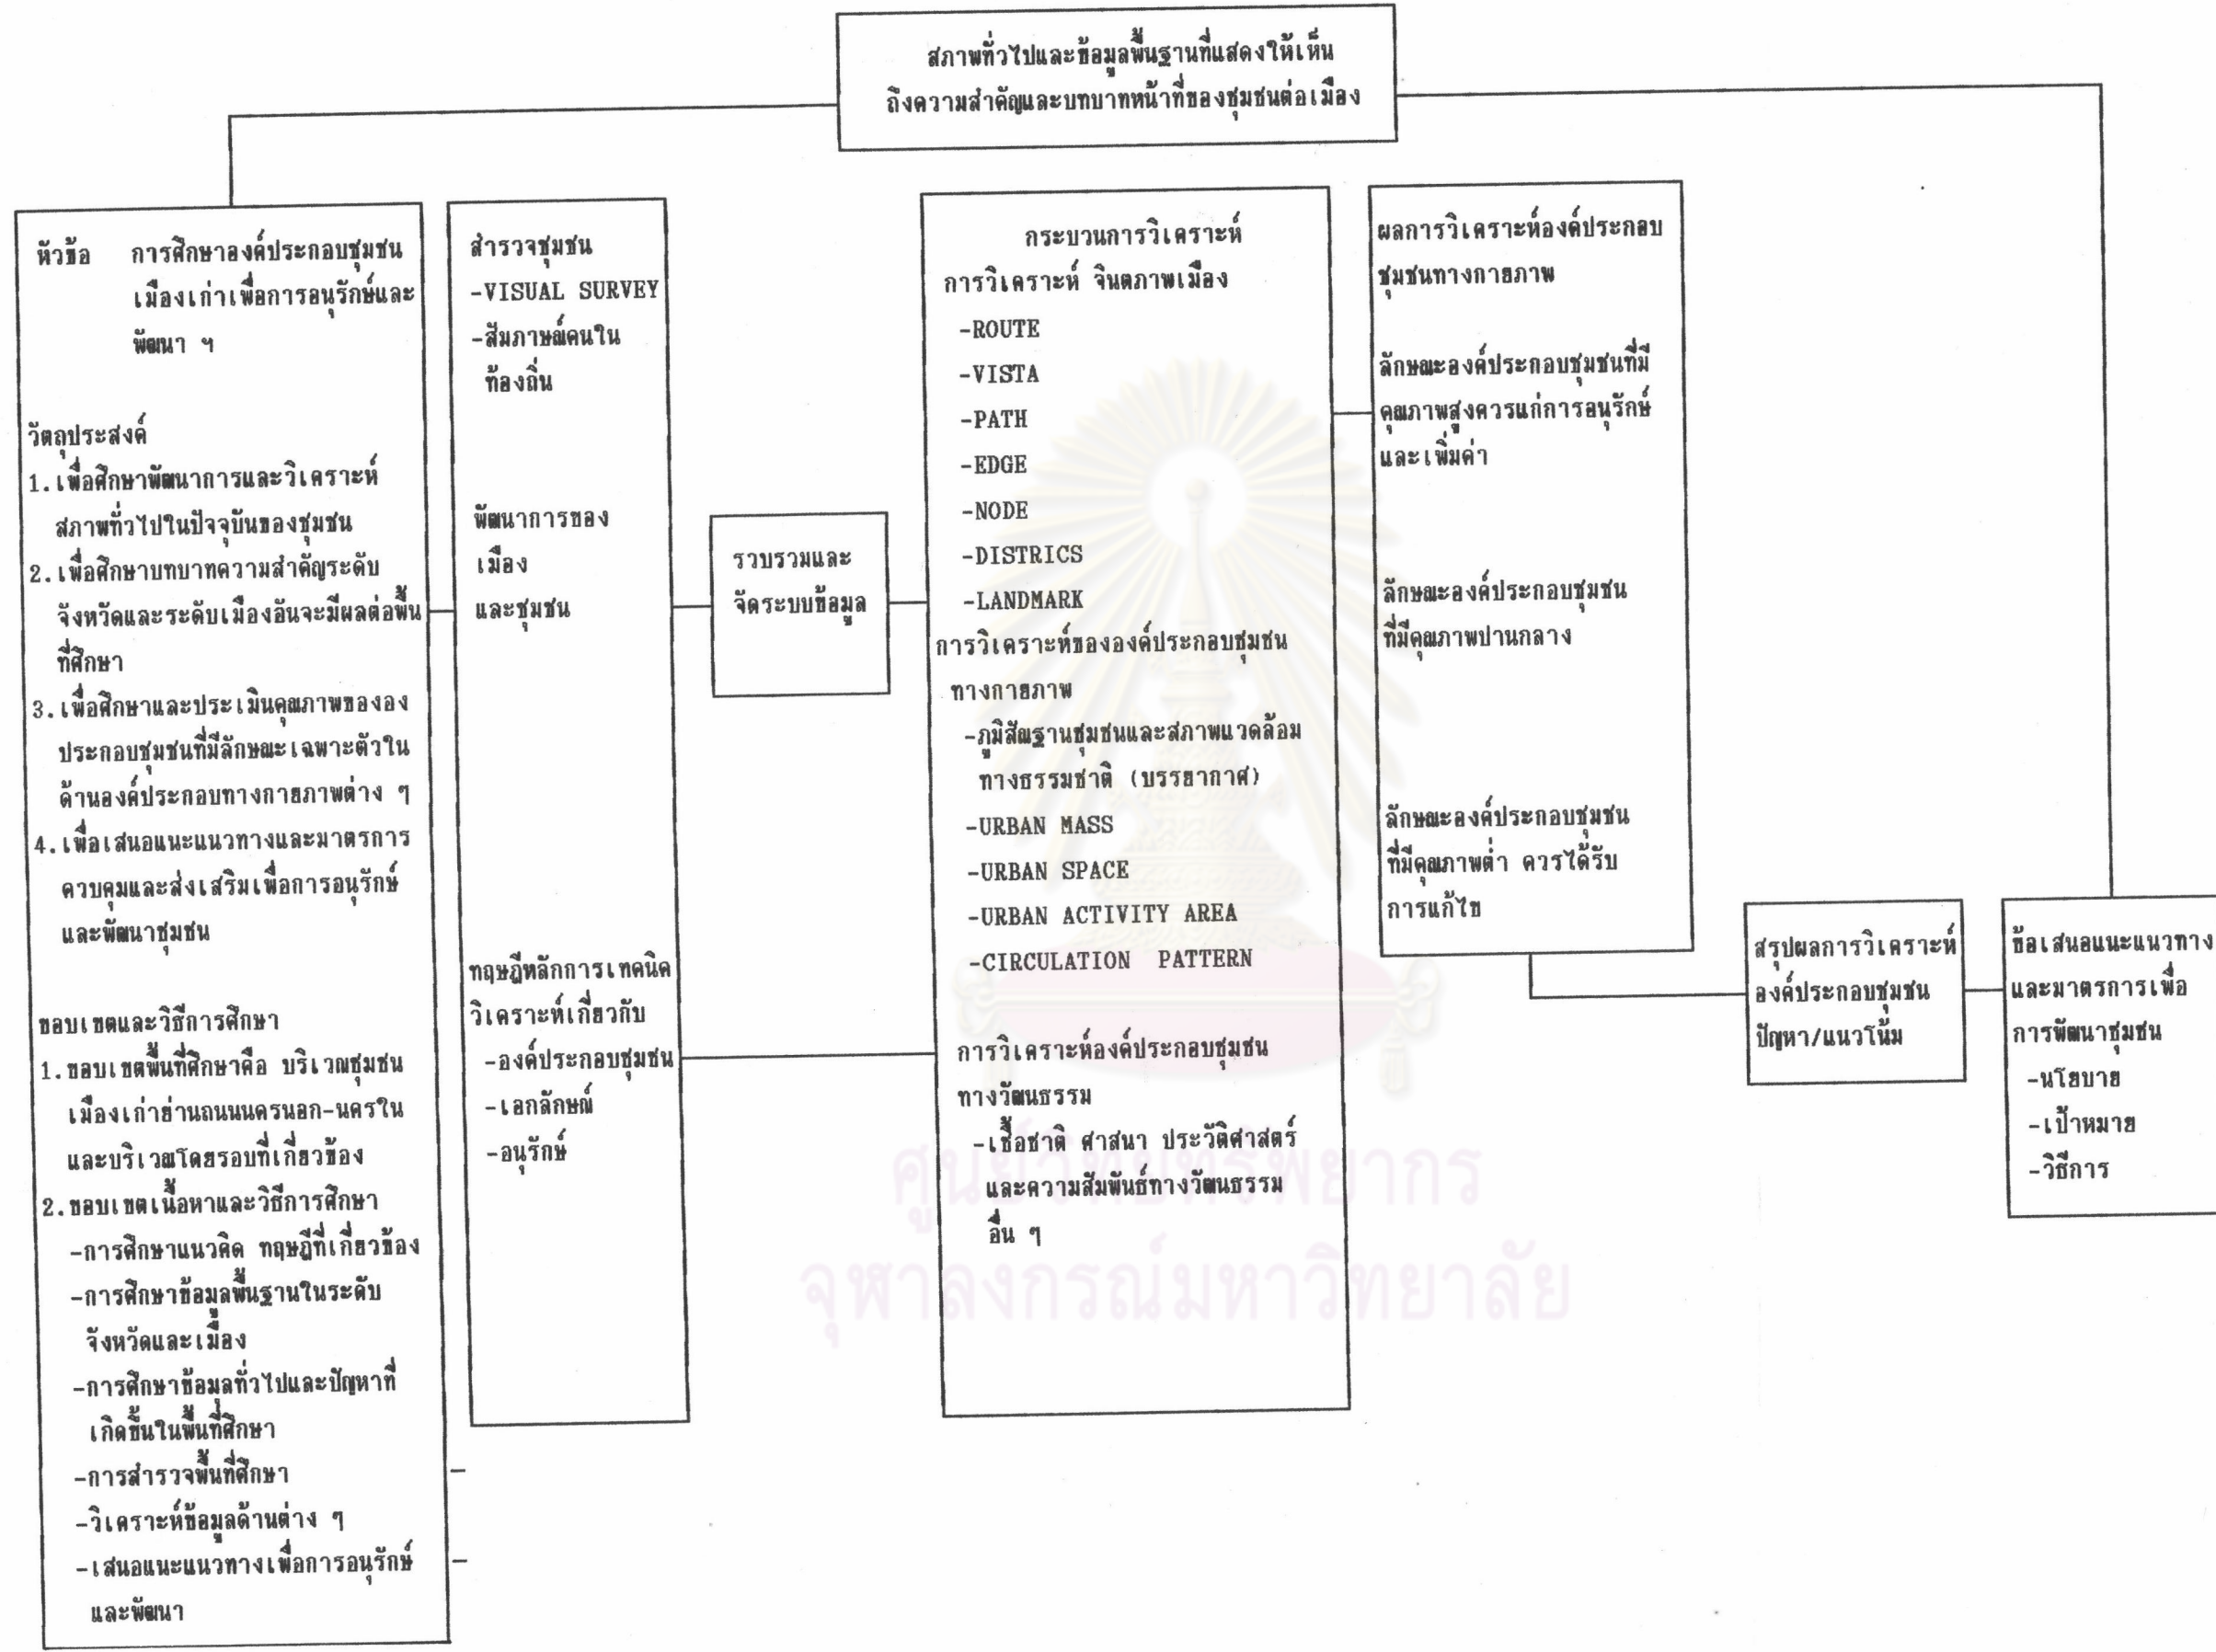 สภาพทั่วไปและข้อมูลพื้นฐานที่แสดงให้เห็น
ถึงความสำคัญและบทบาทหน้าที่ของชุมชนต่อเมือง
หัวข้อ การศึกษาองค์ประกอบชุมชน
เมืองเก่าเพื่อการอนุรักษ์และ
พัฒนา ฯ
วัตถุประสงค์
1.เพื่อศึกษาพัฒนาการและวิเคราะห์
สภาพทั่วไปในปัจจุบันของชุมชน
2.เพื่อศึกษาบทบาทความสำคัญระดับ
จังหวัดและระดับเมืองอันจะมีผลต่อพื้น
ที่ศึกษา
3.เพื่อศึกษาและประเมินคุณภาพขององ
ประกอบชุมชนที่มีลักษณะเฉพาะตัวใน
ด้านองค์ประกอบทางกายภาพต่าง ๆ
4.เพื่อเสนอแนะแนวทางและมาตรการ
ควบคุมและส่งเสริมเพื่อการอนุรักษ์
และพัฒนาชุมชน
ขอบเขตและวิธีการศึกษา
1.ขอบเขตพื้นที่ศึกษาคือ บริเวณชุมชน
เมืองเก่าย่านถนนนครนอก-นครใน
และบริเวณโดยรอบที่เกี่ยวข้อง
2.ขอบเขตเนื้อหาและวิธีการศึกษา
-การศึกษาแนวคิด ทฤษฎีที่เกี่ยวข้อง
-การศึกษาข้อมูลพื้นฐานในระดับ
จังหวัดและเมือง
-การศึกษาข้อมูลทั่วไปและปัญหาที่
เกิดขึ้นในพื้นที่ศึกษา
-การสำรวจพื้นที่ศึกษา
-วิเคราะห์ข้อมูลด้านต่าง ๆ
-เสนอแนะแนวทางเพื่อการอนุรักษ์
และพัฒนา
สำรวจชุมชน
-VISUAL SURVEY
-สัมภาษณ์คนใน
ท้องถิ่น
พัฒนาการของ
เมือง
และชุมชน
ทฤษฎีหลักการเทคนิค
วิเคราะห์เกี่ยวกับ
-องค์ประกอบชุมชน
-เอกลักษณ์
-อนุรักษ์
รวบรวมและ
จัดระบบข้อมูล
กระบวนการวิเคราะห์
การวิเคราะห์ จินตภาพเมือง
-ROUTE
-VISTA
-PATH
-EDGE
-NODE
-DISTRICS
-LANDMARK
การวิเคราะห์ขององค์ประกอบชุมชน
ทางกายภาพ
-ภูมิสัณฐานชุมชนและสภาพแวดล้อม
ทางธรรมชาติ (บรรยากาศ)
-URBAN MASS
-URBAN SPACE
-URBAN ACTIVITY AREA
-CIRCULATION PATTERN
การวิเคราะห์องค์ประกอบชุมชน
ทางวัฒนธรรม
-เชื้อชาติ ศาสนา ประวัติศาสตร์
และความสัมพันธ์ทางวัฒนธรรม
อื่น ๆ
ผลการวิเคราะห์องค์ประกอบ
ชุมชนทางกายภาพ
ลักษณะองค์ประกอบชุมชนที่มี
คุณภาพสูงควรแก่การอนุรักษ์
และเพิ่มค่า
ลักษณะองค์ประกอบชุมชน
ที่มีคุณภาพปานกลาง
ลักษณะองค์ประกอบชุมชน
ที่มีคุณภาพต่ำ ควรได้รับ
การแก้ไข
สรุปผลการวิเคราะห์
องค์ประกอบชุมชน
ปัญหา/แนวโน้ม
ข้อเสนอแนะแนวทาง
และมาตรการเพื่อ
การพัฒนาชุมชน
-นโยบาย
-เป้าหมาย
-วิธีการ
ศูนย์วิทยทรัพยากร
จุฬาลงกรณ์มหาวิทยาลัย